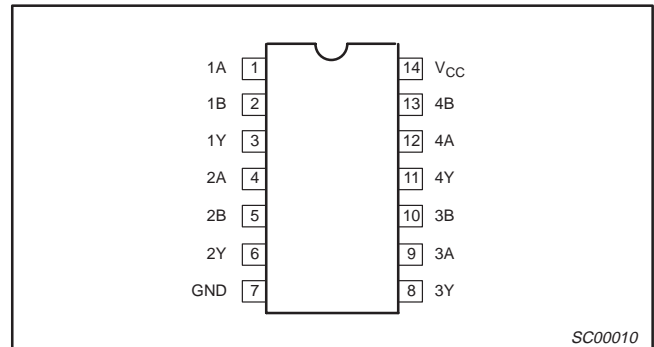 1A 1 14 VCC
1B 2 13 4B
1Y 3 12 4A
2A 4 11 4Y
2B 5 10 3B
2Y 6 9 3A
GND 7 8 3Y
SC00010